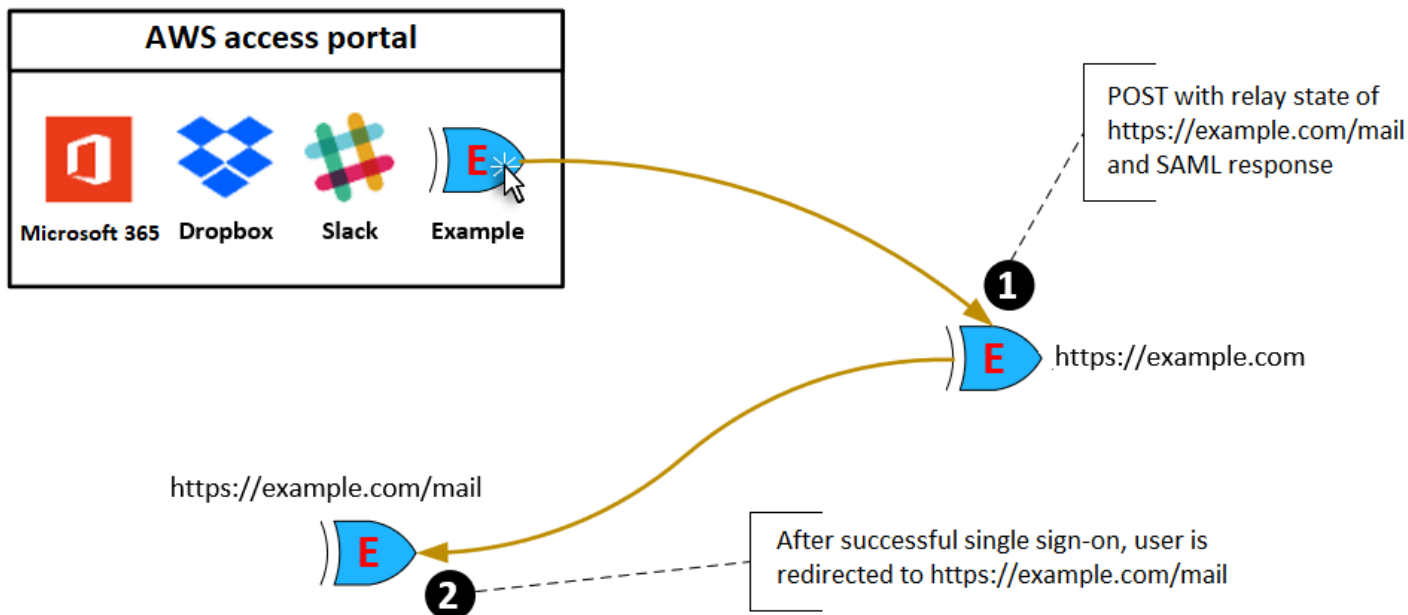 AWS access portal
E
Microsoft 365
Dropbox
Slack
Example
POST with relay state of
https://example.com/mail
and SAML response
1
E
https://example.com
https://example.com/mail
E
2
After successful single sign-on, user is
redirected to https://example.com/mail